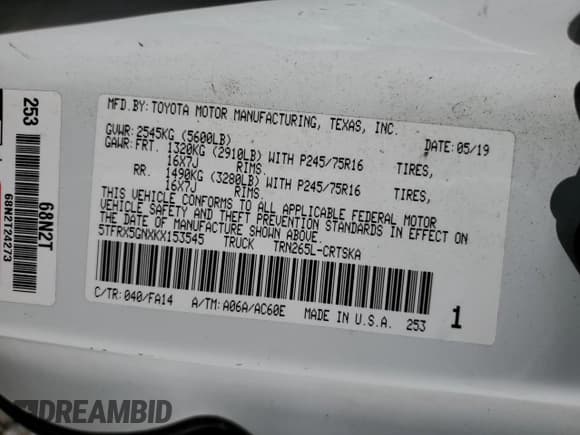 MFD.BY: TOYOTA MOTOR MANUFACTURING, TEXAS, INC.
GVWR: 2545KG (5600LB) DATE: 05/19
GAWR: FRT. 1320KG (2910LB) WITH P245/75R16 TIRES,
16X7J RIMS.
RR. 1490KG (3280LB) WITH P245/75R16 TIRES,
16X7J RIMS.
THIS VEHICLE CONFORMS TO ALL APPLICABLE FEDERAL MOTOR
VEHICLE SAFETY AND THEFT PREVENTION STANDARDS IN EFFECT ON
THE DATE OF MANUFACTURE SHOWN ABOVE.
5TFRX5GNXKX153545 TRUCK TRN265L-CRTSKA
C/TR: 040/FA14 A/TM: A06A/AC60E MADE IN U.S.A. 253 1
253
68N2T
68N2T24273
DREAMBID